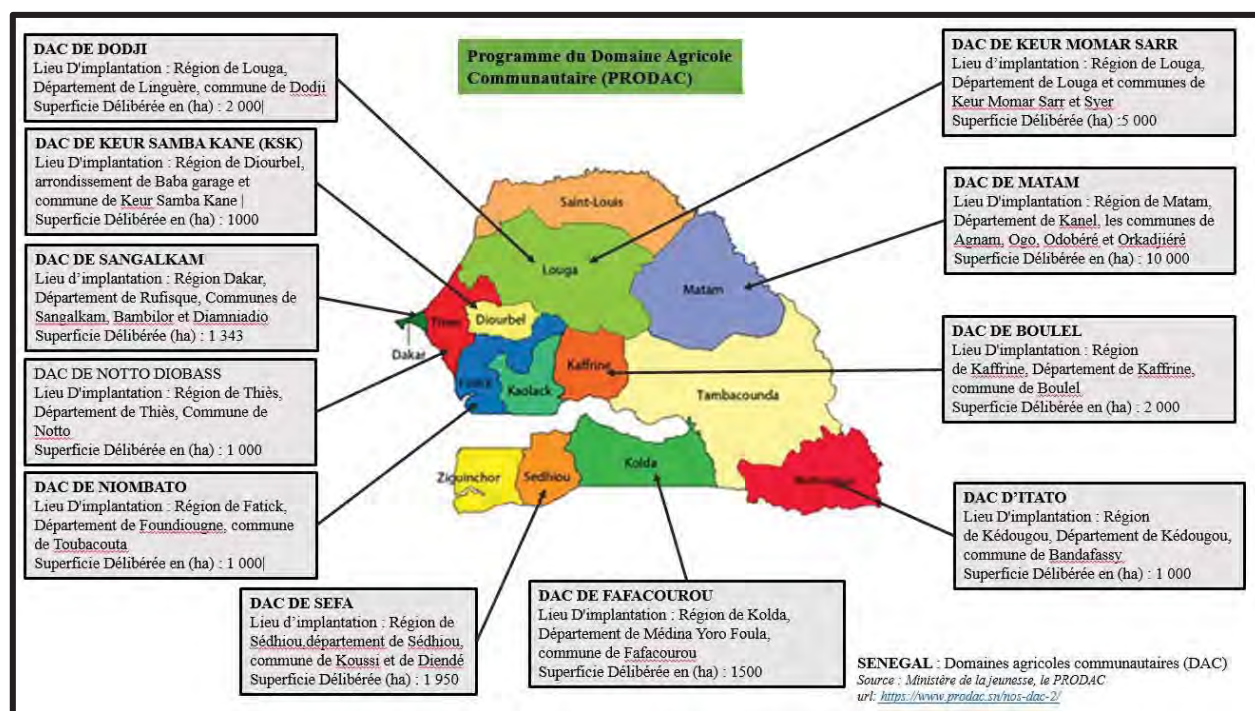 DAC DE DODJI
Lieu D'implantation : Région de Louga,
Département de Linguère, commune de Dodji
Superficie Délibérée en (ha) : 2 000|
Programme du Domaine Agricole
Communautaire (PRODAC)
DAC DE KEUR MOMAR SARR
Lieu d’implantation : Région de Louga,
Département de Louga et communes de
Keur Momar Sarr et Syer
Superficie Délibérée (ha) :5 000
DAC DE KEUR SAMBA KANE (KSK)
Lieu D'implantation : Région de Diourbel,
arrondissement de Baba garage et
commune de Keur Samba Kane |
Superficie Délibérée en (ha) : 1000
DAC DE MATAM
Lieu D'implantation : Région de Matam,
Département de Kanel, les communes de
Agnam, Ogo, Odobéré et Orkadjiéré
Superficie Délibérée en (ha) : 10 000
DAC DE SANGALKAM
Lieu d’implantation : Région Dakar,
Département de Rufisque, Communes de
Sangalkam, Bambilor et Diamniadio
Superficie Délibérée (ha) : 1 343
DAC DE BOULEL
Lieu D'implantation : Région
de Kaffrine, Département de Kaffrine,
commune de Boulel
Superficie Délibérée en (ha) : 2 000
DAC DE NOTTO DIOBASS
Lieu D'implantation : Région de Thiès,
Département de Thiès, Commune de
Notto
Superficie Délibérée en (ha) : 1 000
DAC DE NIOMBATO
Lieu D'implantation : Région de Fatick,
Département de Foundiougne, commune
de Toubacouta
Superficie Délibérée en (ha) : 1 000|
DAC D’ITATO
Lieu D'implantation : Région
de Kédougou, Département de Kédougou,
commune de Bandafassy
Superficie Délibérée en (ha) : 1 000
DAC DE SEFA
Lieu d’implantation : Région de
Sédhiou,département de Sédhiou,
commune de Koussi et de Diendé
Superficie Délibérée (ha) : 1 950
DAC DE FAFACOUROU
Lieu D'implantation : Région de Kolda,
Département de Médina Yoro Foula,
commune de Fafacourou
Superficie Délibérée en (ha) : 1500
Saint-Louis
Louga
Matam
Diourbel
Dakar
Kaffrine
Kaolack
Tambacounda
Ziguinchor
Sedhiou
Kolda
SENEGAL : Domaines agricoles communautaires (DAC)
Source : Ministère de la jeunesse, le PRODAC
url: https://www.prodac.sn/nos-dac-2/